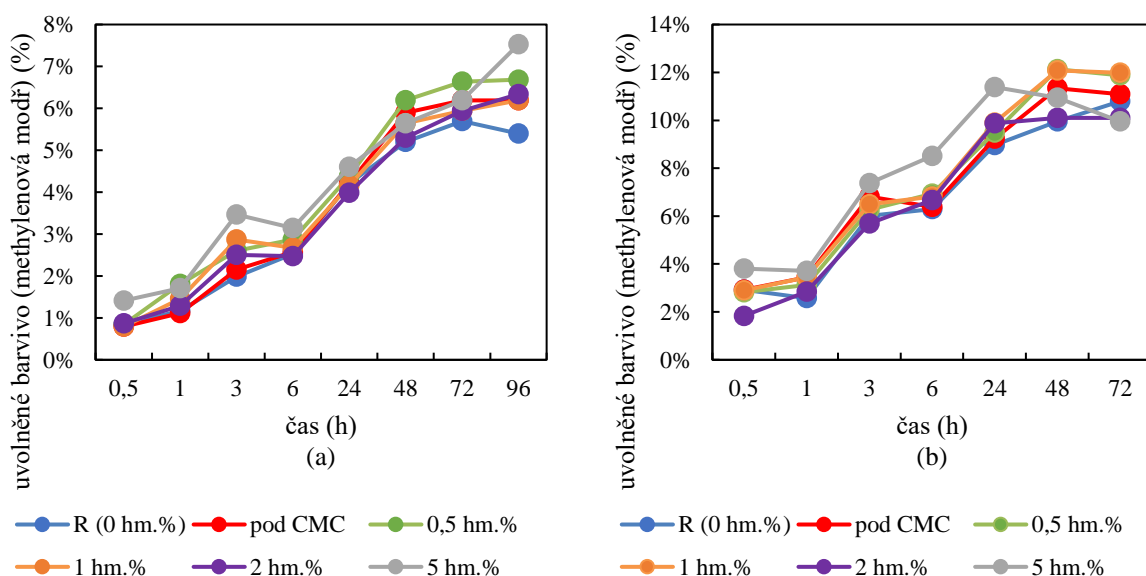 uvolněné barvivo (methylenová modř) (%)
8%
7%
6%
5%
4%
3%
2%
1%
0%
0,5 1 3 6 24 48 72 96
čas (h)
(a)
R (0 hm.%) pod CMC 0,5 hm.%
1 hm.% 2 hm.% 5 hm.%
uvolněné barvivo (methylenová modř) (%)
14%
12%
10%
8%
6%
4%
2%
0%
0,5 1 3 6 24 48 72
čas (h)
(b)
R (0 hm.%) pod CMC 0,5 hm.%
1 hm.% 2 hm.% 5 hm.%